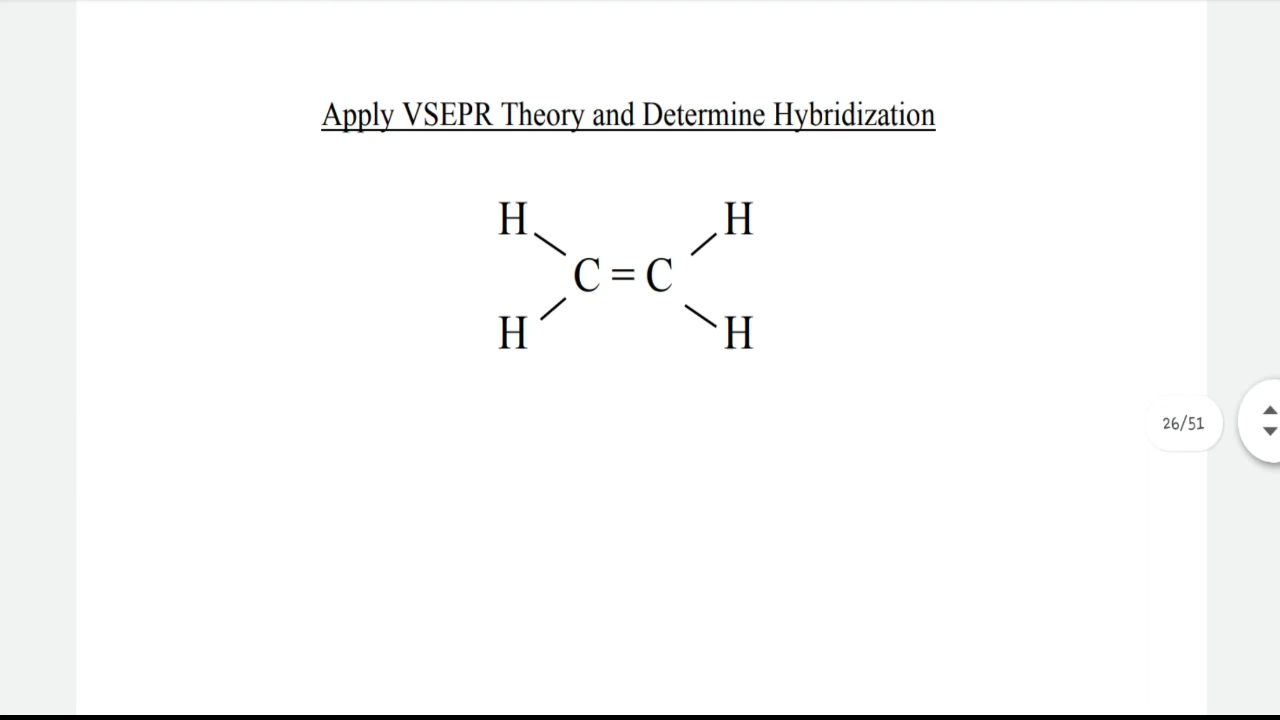 Apply VSEPR Theory and Determine Hybridization
H H
C = C
H H
26/51